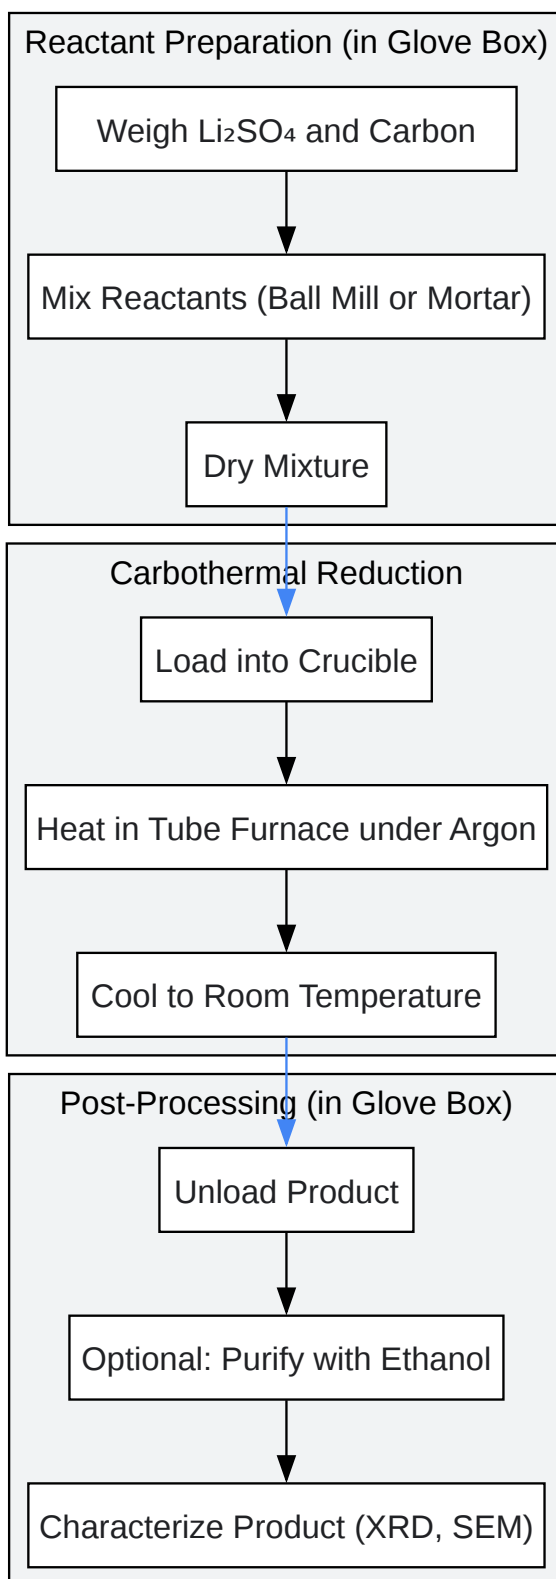 Reactant Preparation (in Glove Box)
Weigh Li₂SO₄ and Carbon
Mix Reactants (Ball Mill or Mortar)
Dry Mixture
Carbothermal Reduction
Load into Crucible
Heat in Tube Furnace under Argon
Cool to Room Temperature
Post-Processing (in Glove Box)
Unload Product
Optional: Purify with Ethanol
Characterize Product (XRD, SEM)